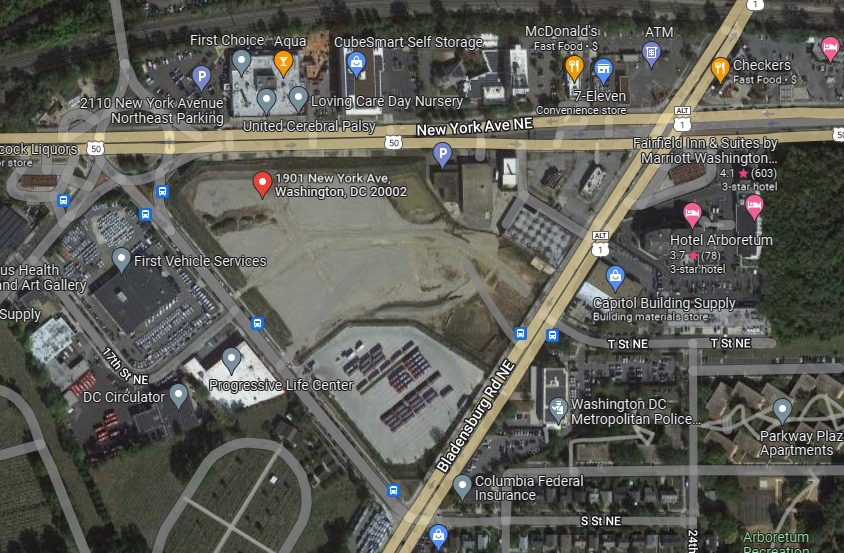 1
First Choice
Aqua
CubeSmart Self Storage
McDonald's
Fast Food • $
ATM
Checkers
Fast Food • $
P
2110 New York Avenue
Northeast Parking
Loving Care Day Nursery
7-Eleven
Convenience store
United Cerebral Palsy
New York Ave NE
ALT
1
cock Liquors
or store
50
50
50
P
Fairfield Inn & Suites by
Marriott Washington...
4.1 ★ (603)
3-star hotel
1901 New York Ave,
Washington, DC 20002
Hotel Arboretum
3.7 ★ (78)
3-star hotel
ALT
1
First Vehicle Services
us Health
and Art Gallery
Supply
Capitol Building Supply
Building materials store
T St NE
T St NE
17th St NE
Progressive Life Center
DC Circulator
Bladensburg Rd NE
Washington DC
Metropolitan Police...
Parkway Plaz
Apartments
Columbia Federal
Insurance
S St NE
24th
Arboretum
Recreation